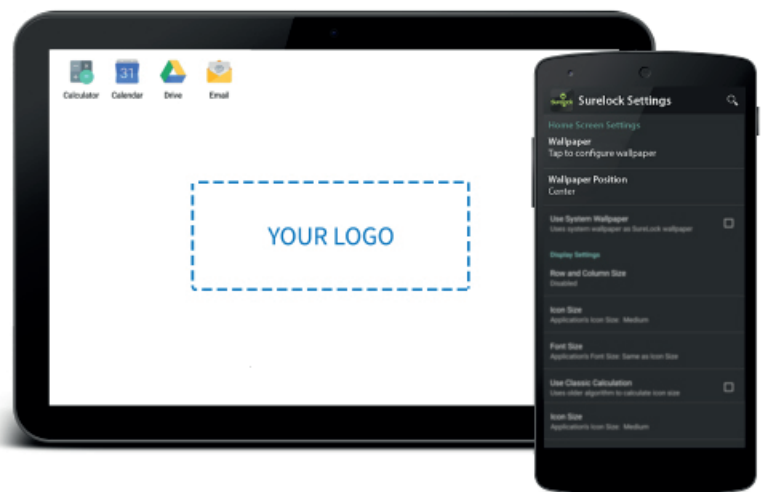 31
Calculator
Calendar
Drive
Email
YOUR LOGO
SureLock
Surelock Settings
Home Screen Settings
Wallpaper
Tap to configure wallpaper
Wallpaper Position
Center
Use System Wallpaper
Uses system wallpaper as SureLock wallpaper
Display Settings
Row and Column Size
Disabled
Icon Size
Application's Icon Size: Medium
Font Size
Application's Font Size: Same as Icon Size
Use Classic Calculation
Uses older algorithm to calculate icon size
Icon Size
Application's Icon Size: Medium